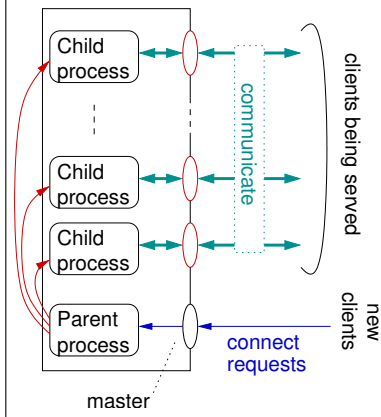 Child
process
communicate
clients being served
Child
process
Child
process
Parent
process
connect
requests
new
clients
master